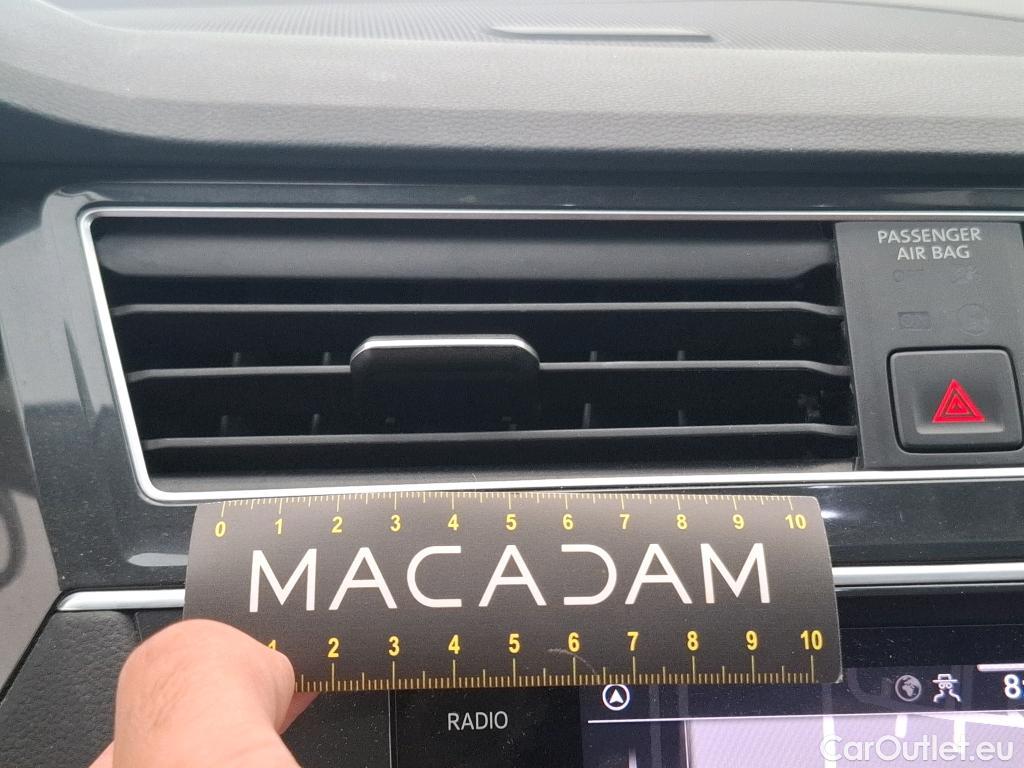 PASSENGER
AIR BAG
0 1 2 3 4 5 6 7 8 9 10
MACADAM
1 2 3 4 5 6 7 8 9 10
RADIO
CarOutlet.eu